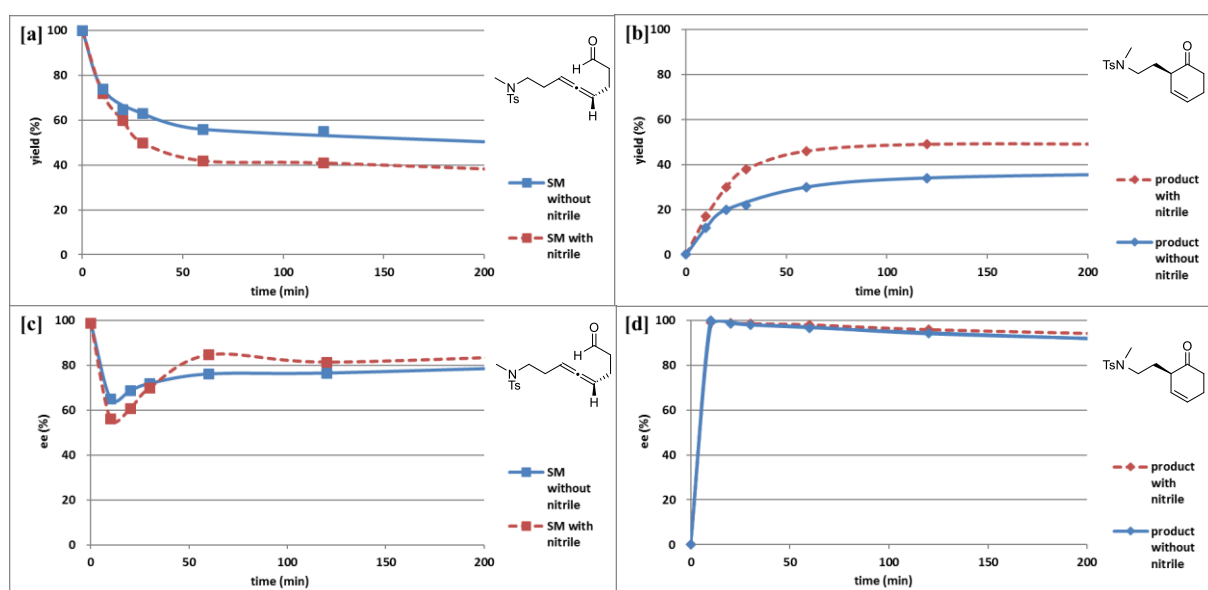 [a]
100
80
60
40
20
0
yield (%)
0 50 100 150 200
time (min)
O
H
N
Ts
H
SM
without
nitrile
SM with
nitrile
[b]
100
80
60
40
20
0
yield (%)
0 50 100 150 200
time (min)
TsN
O
product
with
nitrile
product
without
nitrile
[c]
100
80
60
40
20
0
ee (%)
0 50 100 150 200
time (min)
O
H
N
Ts
H
SM
without
nitrile
SM with
nitrile
[d]
100
80
60
40
20
0
ee (%)
0 50 100 150 200
time (min)
TsN
O
product
with
nitrile
product
without
nitrile